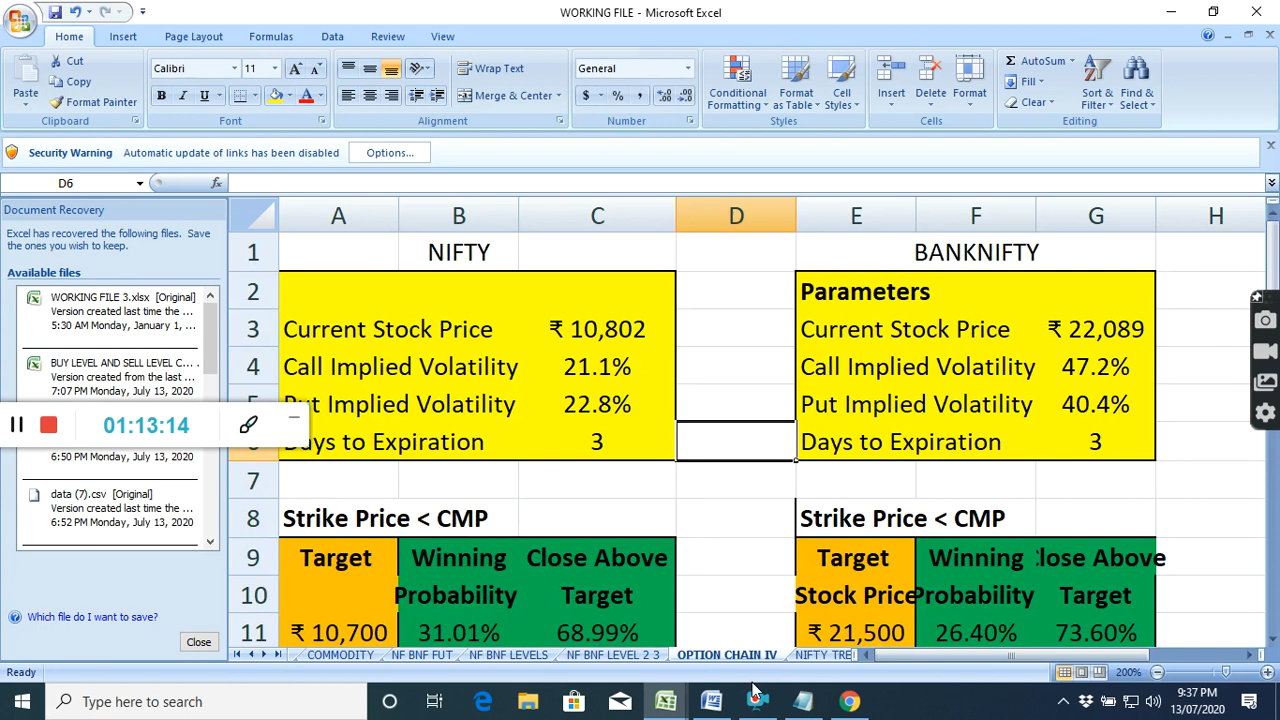 WORKING FILE - Microsoft Excel
Home Insert Page Layout Formulas Data Review View
Cut
Copy
Format Painter
Paste
Clipboard
Calibri 11
B I U
Font
Wrap Text
Merge & Center
Alignment
General
$ % ,
Number
Conditional Formatting
Format as Table
Cell Styles
Styles
Insert Delete Format
Cells
AutoSum
Fill
Clear
Sort & Filter
Find & Select
Editing
Security Warning Automatic update of links has been disabled Options...
D6 fx
Document Recovery
Excel has recovered the following files. Save
the ones you wish to keep.
Available files
WORKING FILE 3.xlsx [Original]
Version created last time the ...
5:30 AM Monday, January 1, ...
BUY LEVEL AND SELL LEVEL C...
Version created from the last ...
7:07 PM Monday, July 13, 2020
01:13:14
6:50 PM Monday, July 13, 2020
data (7).csv [Original]
Version created last time the ...
6:52 PM Monday, July 13, 2020
Which file do I want to save?
Close
A B C D E F G H
1 NIFTY BANKNIFTY
2 Parameters
3 Current Stock Price ₹ 10,802 Current Stock Price ₹ 22,089
4 Call Implied Volatility 21.1% Call Implied Volatility 47.2%
Put Implied Volatility 22.8% Put Implied Volatility 40.4%
Days to Expiration 3 Days to Expiration 3
7
8 Strike Price < CMP Strike Price < CMP
9 Target Winning Close Above Target Winning Close Above
10 Probability Target Stock Price Probability Target
11 ₹ 10,700 31.01% 68.99% ₹ 21,500 26.40% 73.60%
COMMODITY NF BNF FUT NF BNF LEVELS NF BNF LEVEL 2 3 OPTION CHAIN IV NIFTY TRE
Ready 200%
Type here to search
9:37 PM
13/07/2020